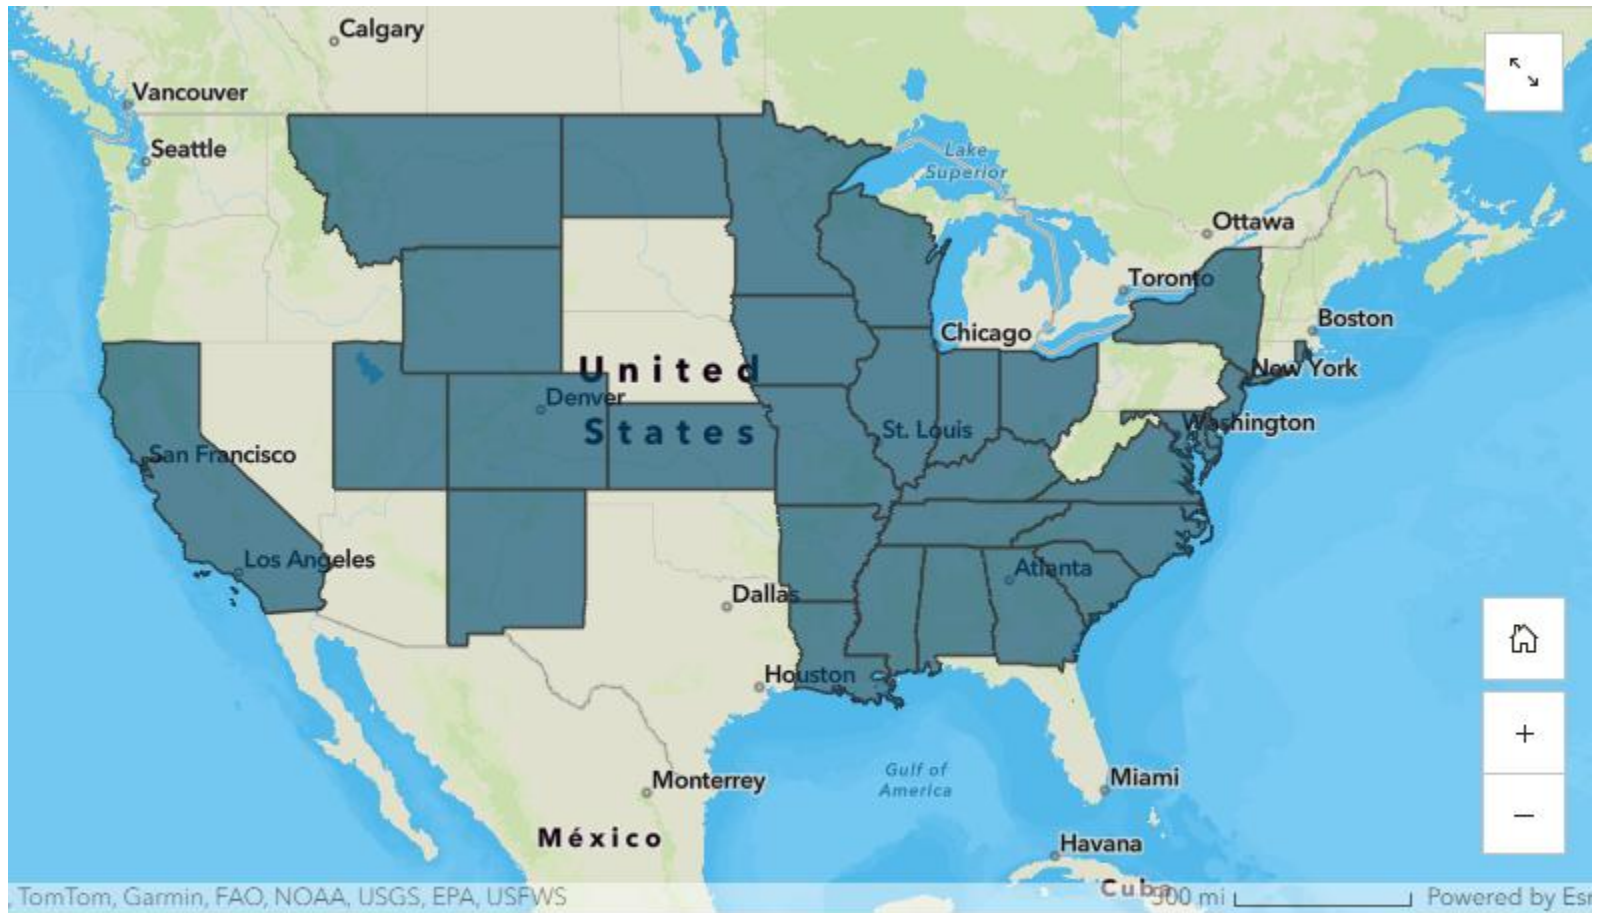 Calgary
Vancouver
Seattle
Lake
Superior
Ottawa
Toronto
Boston
Chicago
New York
United
States
Denver
St. Louis
Washington
San Francisco
Los Angeles
Atlanta
Dallas
Houston
Gulf of
America
Miami
Monterrey
México
Havana
Cuba
300 mi
, TomTom, Garmin, FAO, NOAA, USGS, EPA, USFWS
Powered by Esr